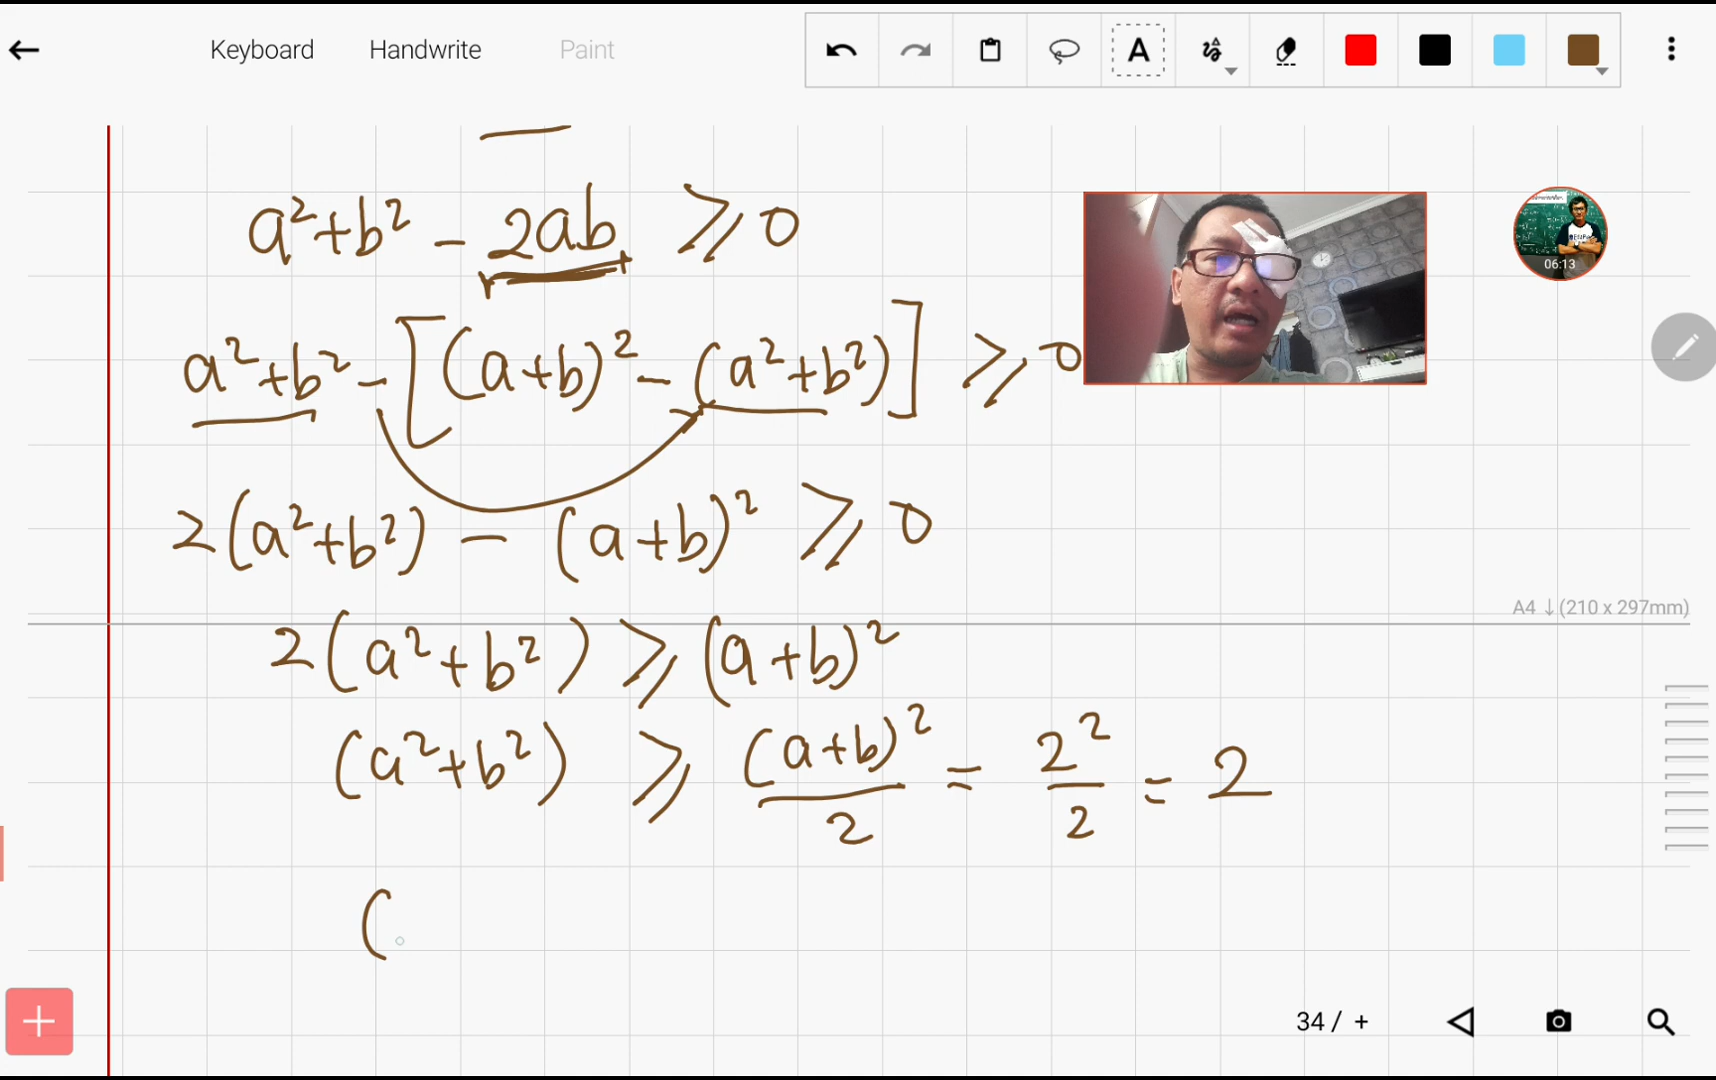 Keyboard Handwrite Paint A
a²+b² - 2ab ⩾ 0
06:13
a²+b² - [(a+b)² - (a²+b²)] ⩾ 0
2(a²+b²) - (a+b)² ⩾ 0
A4 ↓(210 x 297mm)
2(a²+b²) ⩾ (a+b)²
(a²+b²) ⩾ (a+b)²/2 = 2²/2 = 2
(
34 / +